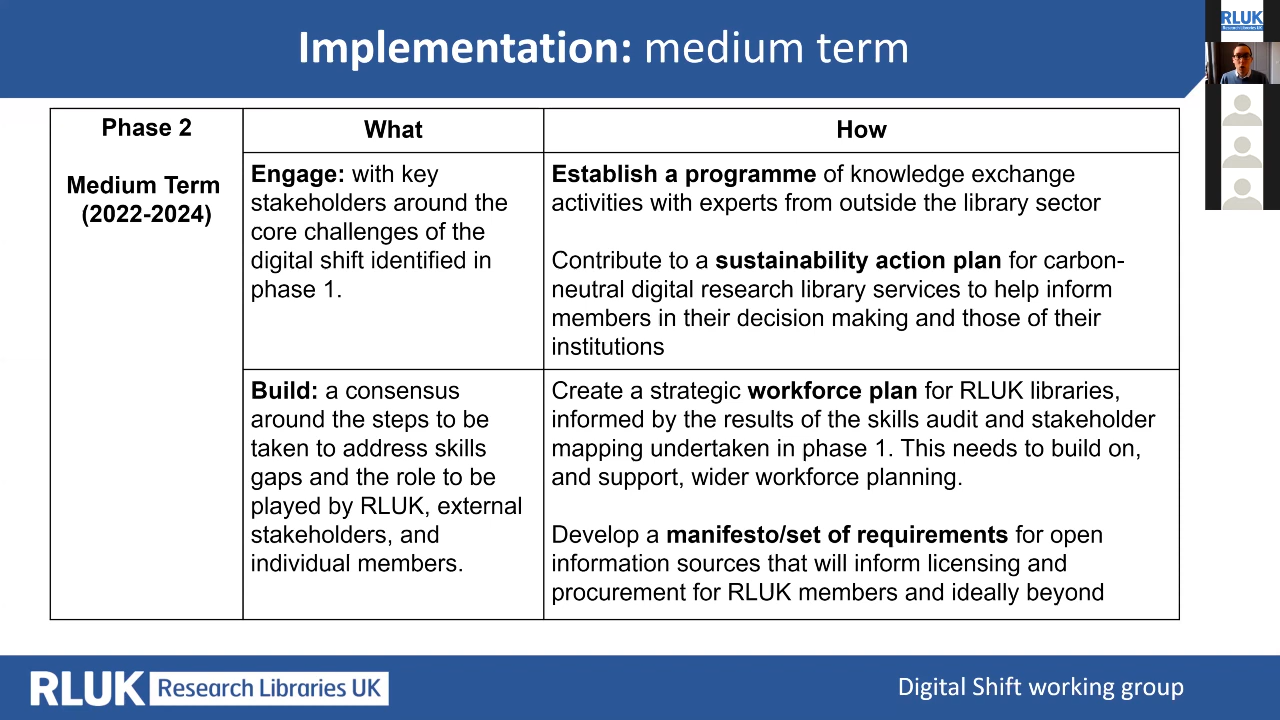 Implementation: medium term
RLUK
Research Libraries UK
Phase 2
Medium Term
(2022-2024)
What
How
Engage: with key
stakeholders around the
core challenges of the
digital shift identified in
phase 1.
Establish a programme of knowledge exchange
activities with experts from outside the library sector
Contribute to a sustainability action plan for carbon-
neutral digital research library services to help inform
members in their decision making and those of their
institutions
Build: a consensus
around the steps to be
taken to address skills
gaps and the role to be
played by RLUK, external
stakeholders, and
individual members.
Create a strategic workforce plan for RLUK libraries,
informed by the results of the skills audit and stakeholder
mapping undertaken in phase 1. This needs to build on,
and support, wider workforce planning.
Develop a manifesto/set of requirements for open
information sources that will inform licensing and
procurement for RLUK members and ideally beyond
RLUK Research Libraries UK
Digital Shift working group